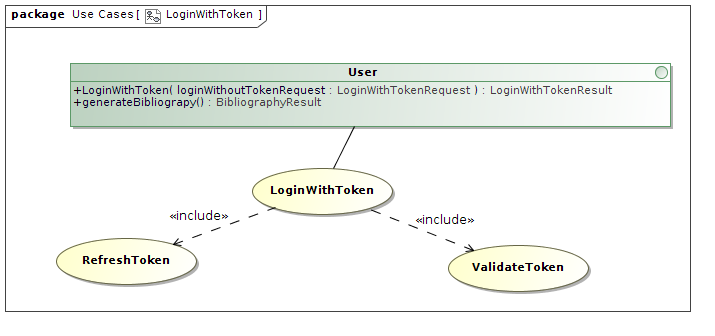 package Use Cases [ LoginWithToken ]
User
+LoginWithToken( loginWithoutTokenRequest : LoginWithTokenRequest ) : LoginWithTokenResult
+generateBibliograpy() : BibliographyResult
LoginWithToken
«include»
«include»
RefreshToken
ValidateToken